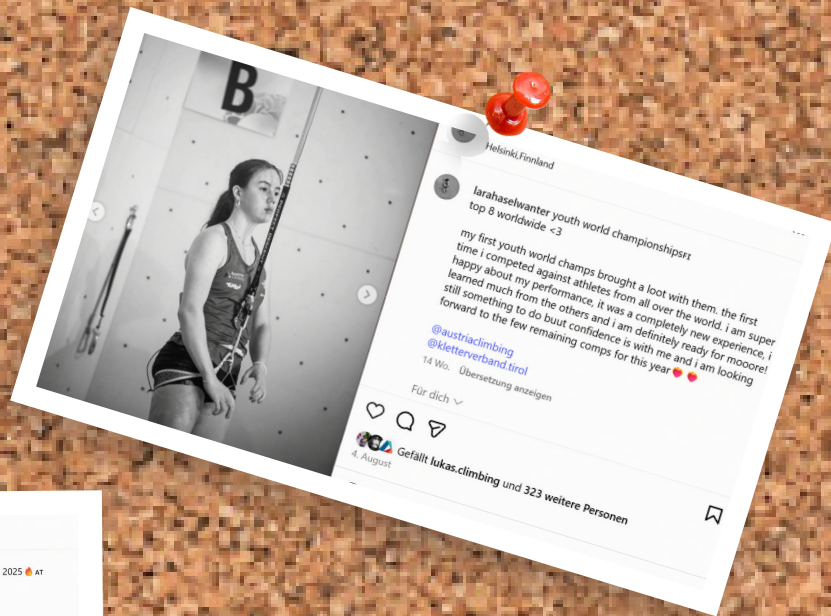 B
Helsinki,Finnland
larahaselwanter youth world championshipsꜰɪ
top 8 worldwide <3
my first youth world champs brought a loot with them. the first
time i competed against athletes from all over the world. i am super
happy about my performance, it was a completely new experience, i
learned much from the others and i am definitely ready for mooore!
still something to do buut confidence is with me and i am looking
forward to the few remaining comps for this year💝 💝
@austriaclimbing
@kletterverband.tirol
14 Wo. Übersetzung anzeigen
Für dich
Gefällt lukas.climbing und 323 weitere Personen
4. August
2025 🔥 AT